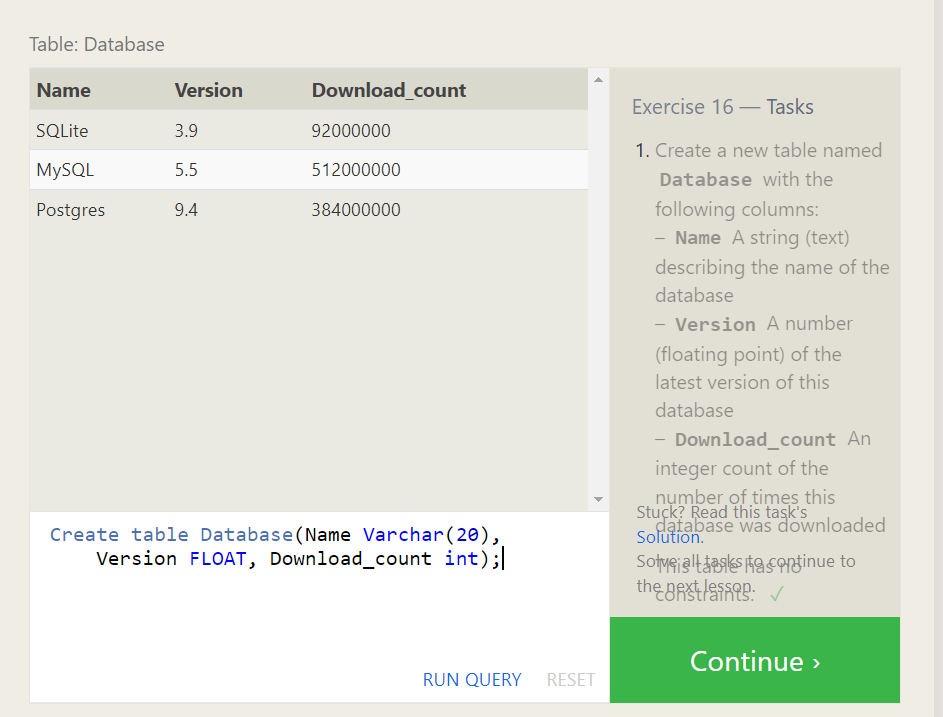 Table: Database
Name Version Download_count
SQLite 3.9 92000000
MySQL 5.5 512000000
Postgres 9.4 384000000
Create table Database(Name Varchar(20),
Version FLOAT, Download_count int);
RUN QUERY RESET
Exercise 16 — Tasks
1. Create a new table named
Database with the
following columns:
– Name A string (text)
describing the name of the
database
– Version A number
(floating point) of the
latest version of this
database
– Download_count An
integer count of the
number of times this
database was downloaded
This table has no
constraints. ✓
Stuck? Read this task's
Solution.
Solve all tasks to continue to
the next lesson.
Continue ›